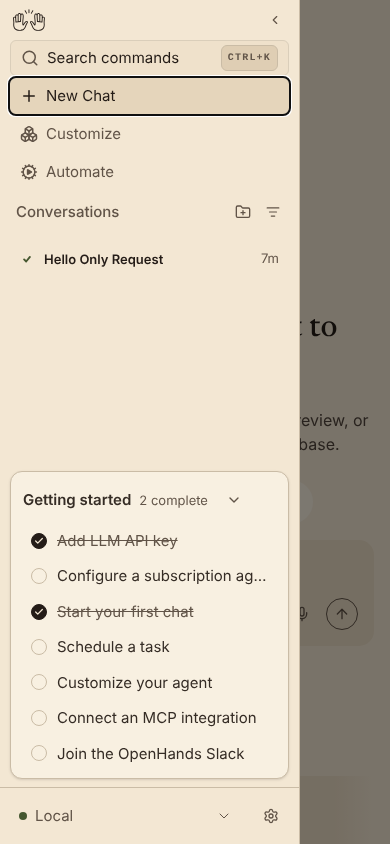 Search commands
CTRL+K
New Chat
Customize
Automate
Conversations
Hello Only Request
7m
to
review, or
base.
Getting started 2 complete
Add LLM API key
Configure a subscription ag...
Start your first chat
Schedule a task
Customize your agent
Connect an MCP integration
Join the OpenHands Slack
Local